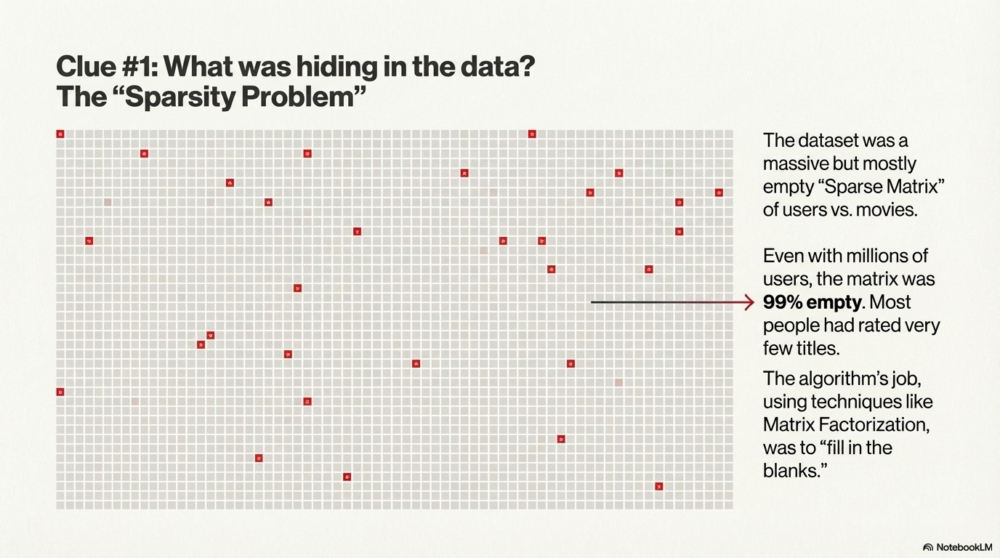 Clue #1: What was hiding in the data?
The “Sparsity Problem”
The dataset was a
massive but mostly
empty “Sparse Matrix”
of users vs. movies.
Even with millions of
users, the matrix was
99% empty. Most
people had rated very
few titles.
The algorithm’s job,
using techniques like
Matrix Factorization,
was to “fill in the
blanks.”
NotebookLM